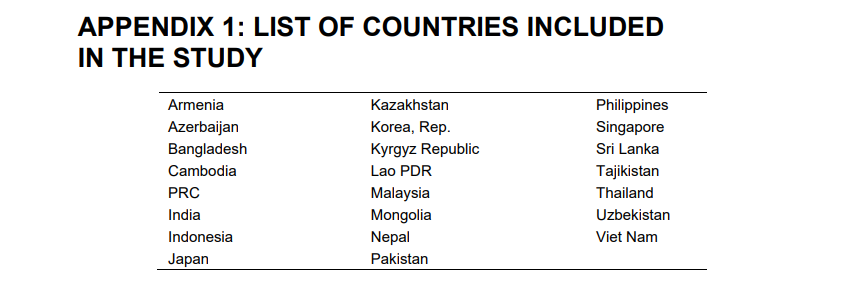 APPENDIX 1: LIST OF COUNTRIES INCLUDED
IN THE STUDY
Armenia Kazakhstan Philippines
Azerbaijan Korea, Rep. Singapore
Bangladesh Kyrgyz Republic Sri Lanka
Cambodia Lao PDR Tajikistan
PRC Malaysia Thailand
India Mongolia Uzbekistan
Indonesia Nepal Viet Nam
Japan Pakistan